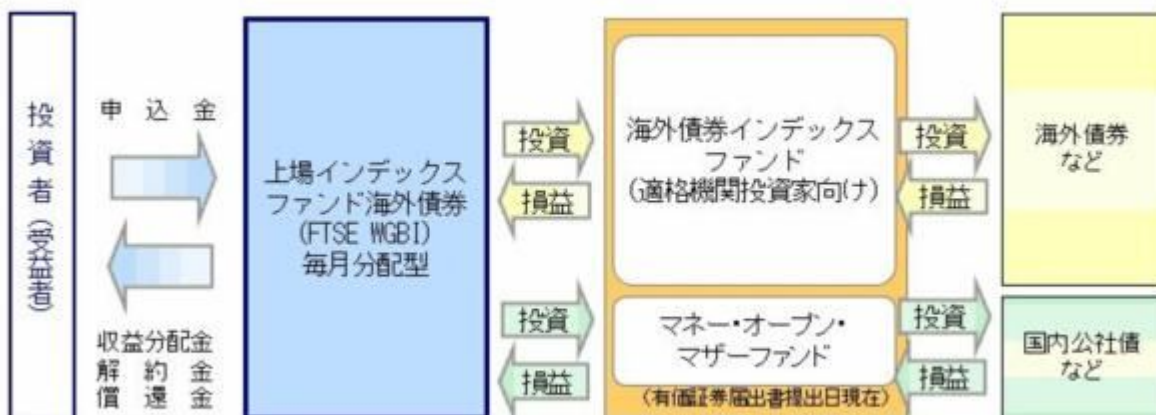 投資者(受益者)
申込金
収益分配金
解約金
償還金
上場インデックス
ファンド海外債券
(FTSE WGBI)
毎月分配型
投資
損益
投資
損益
海外債券インデックス
ファンド
(適格機関投資家向け)
マネー・オープン・
マザーファンド
(有価証券届出書提出日現在)
投資
損益
投資
損益
海外債券
など
国内公社債
など